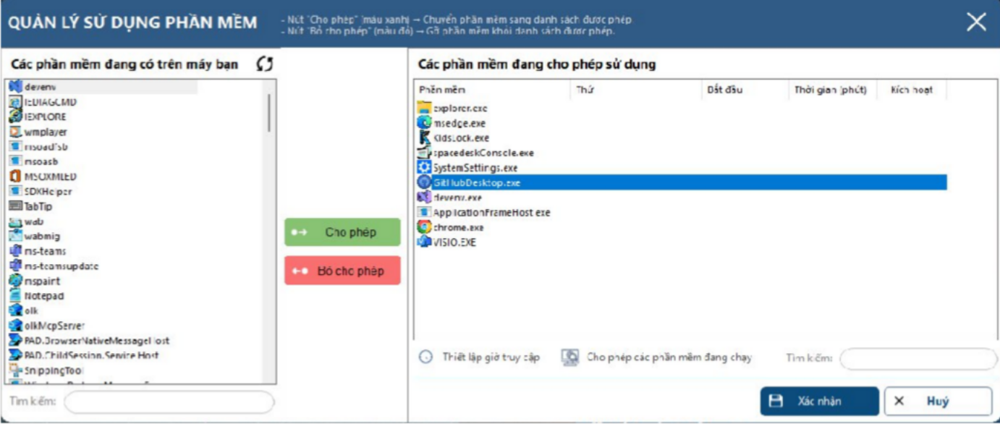 QUẢN LÝ SỬ DỤNG PHẦN MỀM
- Nút "Cho phép" (màu xanh) → Chuyển phần mềm sang danh sách được phép
- Nút "Bỏ cho phép" (màu đỏ) → Gỡ phần mềm khỏi danh sách được phép.
Các phần mềm đang có trên máy bạn
devenv
IEDIAGCMD
IEXPLORE
wmplayer
msoadfsb
msoasb
MSOXMLED
SDXHelper
TabTip
wab
wabmig
ms-teams
ms-teamsupdate
mspaint
Notepad
olk
olkMcpServer
PAD.BrowserNativeMessageHost
PAD.ChildSession.Service.Host
SnippingTool
Tìm kiếm:
Cho phép
Bỏ cho phép
Các phần mềm đang cho phép sử dụng
Phần mềm Thứ Bắt đầu Thời gian (phút) Kích hoạt
explorer.exe
msedge.exe
KidsLock.exe
spacedeskConsole.exe
SystemSettings.exe
GitHubDesktop.exe
devenv.exe
ApplicationFrameHost.exe
chrome.exe
VISIO.EXE
Thiết lập giờ truy cập Cho phép các phần mềm đang chạy Tìm kiếm:
Xác nhận Huỷ